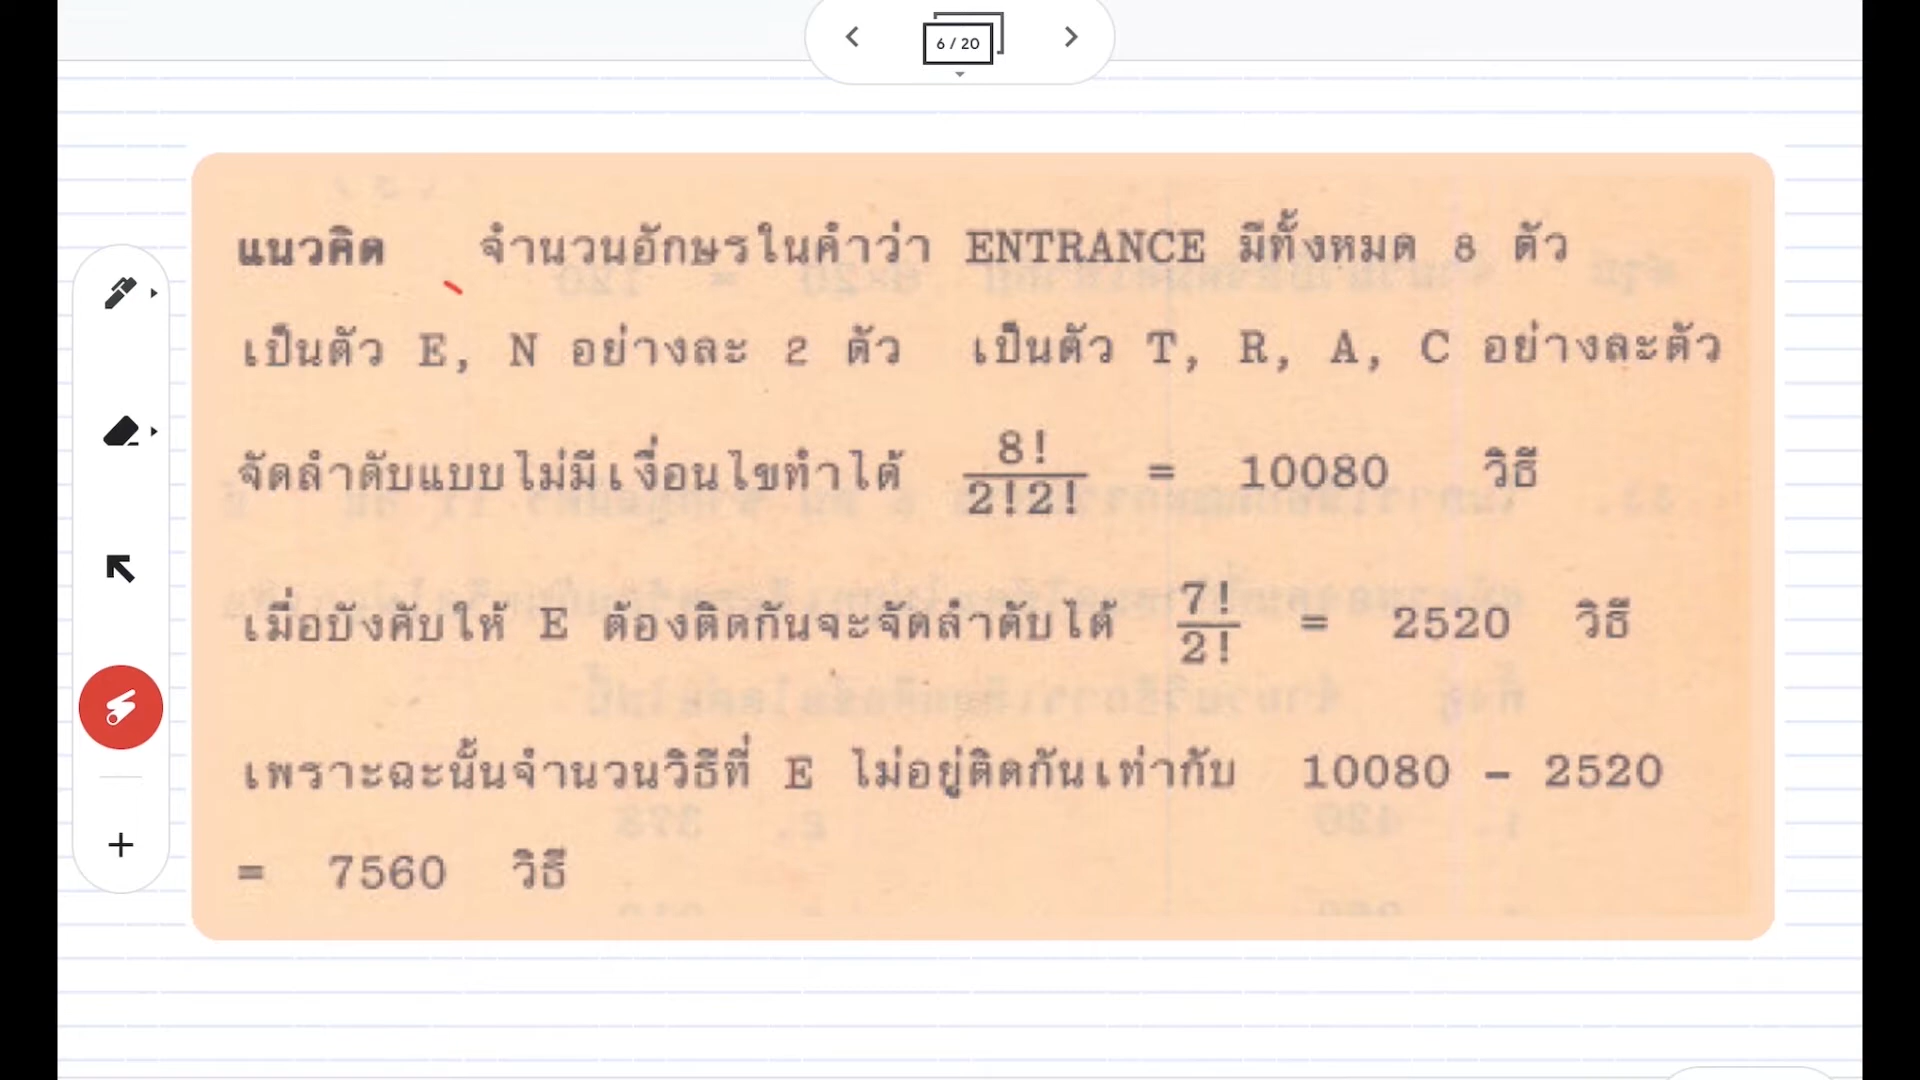 6 / 20
แนวคิด จำนวนอักษรในคำว่า ENTRANCE มีทั้งหมด 8 ตัว
เป็นตัว E, N อย่างละ 2 ตัว เป็นตัว T, R, A, C อย่างละตัว
จัดลำดับแบบไม่มีเงื่อนไขทำได้ 8!/2!2! = 10080 วิธี
เมื่อบังคับให้ E ต้องติดกันจะจัดลำดับได้ 7!/2! = 2520 วิธี
เพราะฉะนั้นจำนวนวิธีที่ E ไม่อยู่ติดกันเท่ากับ 10080 - 2520
= 7560 วิธี